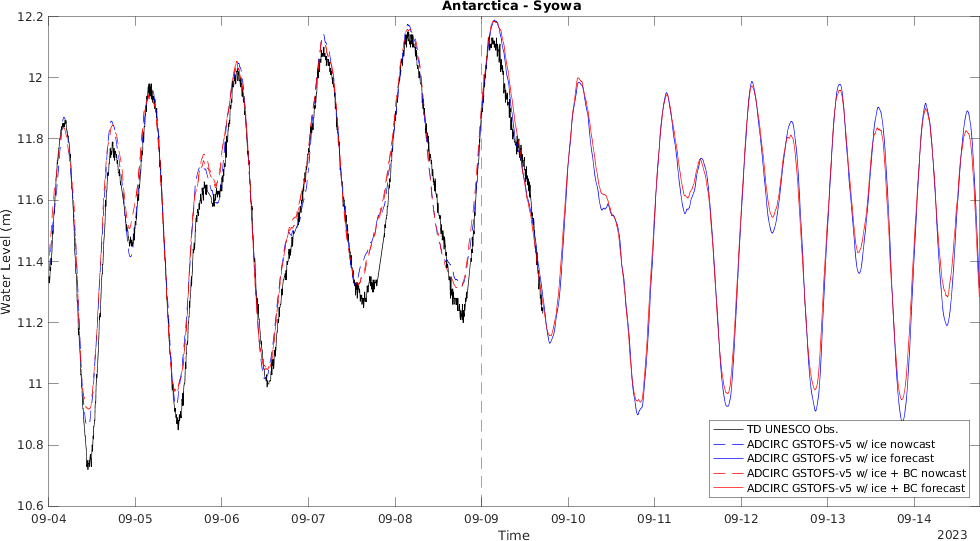 Antarctica - Syowa
12.2
12
11.8
11.6
11.4
11.2
11
10.8
10.6
Water Level (m)
TD UNESCO Obs.
ADCIRC GSTOFS-v5 w/ ice nowcast
ADCIRC GSTOFS-v5 w/ ice forecast
ADCIRC GSTOFS-v5 w/ ice + BC nowcast
ADCIRC GSTOFS-v5 w/ ice + BC forecast
09-04 09-05 09-06 09-07 09-08 09-09 09-10 09-11 09-12 09-13 09-14
Time
2023